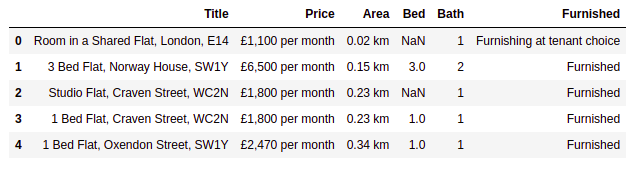 Title Price Area Bed Bath Furnished
0 Room in a Shared Flat, London, E14 £1,100 per month 0.02 km NaN 1 Furnishing at tenant choice
1 3 Bed Flat, Norway House, SW1Y £6,500 per month 0.15 km 3.0 2 Furnished
2 Studio Flat, Craven Street, WC2N £1,800 per month 0.23 km NaN 1 Furnished
3 1 Bed Flat, Craven Street, WC2N £1,800 per month 0.23 km 1.0 1 Furnished
4 1 Bed Flat, Oxendon Street, SW1Y £2,470 per month 0.34 km 1.0 1 Furnished